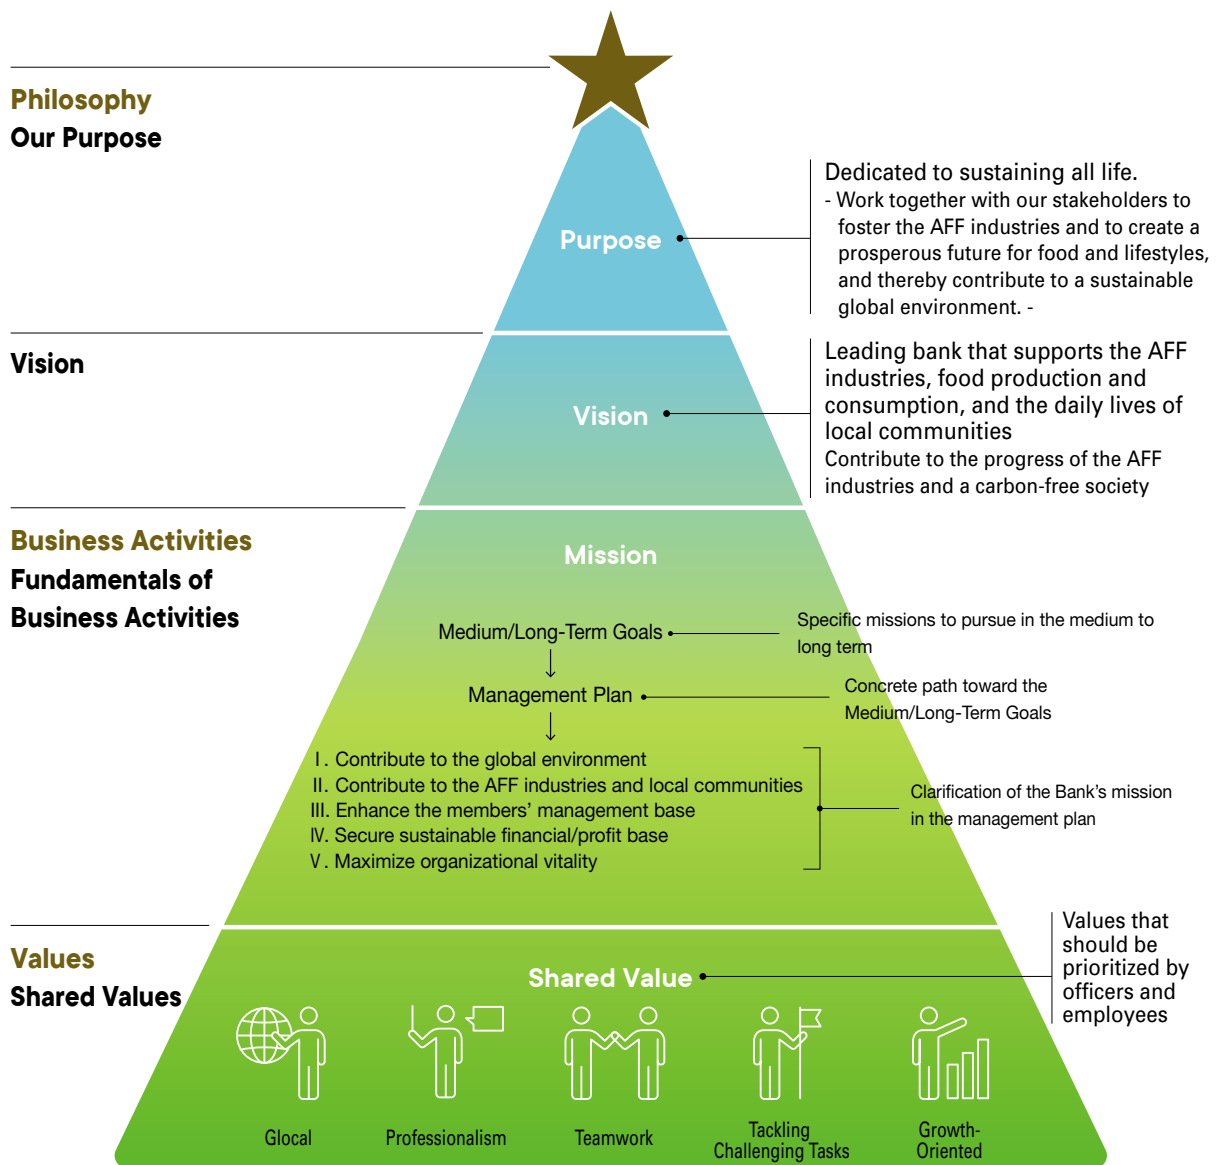 Philosophy
Our Purpose
Purpose
Dedicated to sustaining all life.
- Work together with our stakeholders to
foster the AFF industries and to create a
prosperous future for food and lifestyles,
and thereby contribute to a sustainable
global environment. -
Vision
Vision
Leading bank that supports the AFF
industries, food production and
consumption, and the daily lives of
local communities
Contribute to the progress of the AFF
industries and a carbon-free society
Business Activities
Fundamentals of
Business Activities
Mission
Medium/Long-Term Goals
Specific missions to pursue in the medium to
long term
Management Plan
Concrete path toward the
Medium/Long-Term Goals
I. Contribute to the global environment
II. Contribute to the AFF industries and local communities
III. Enhance the members' management base
IV. Secure sustainable financial/profit base
V. Maximize organizational vitality
Clarification of the Bank's mission
in the management plan
Values
Shared Values
Shared Value
Values that
should be
prioritized by
officers and
employees
Glocal
Professionalism
Teamwork
Tackling
Challenging Tasks
Growth-
Oriented